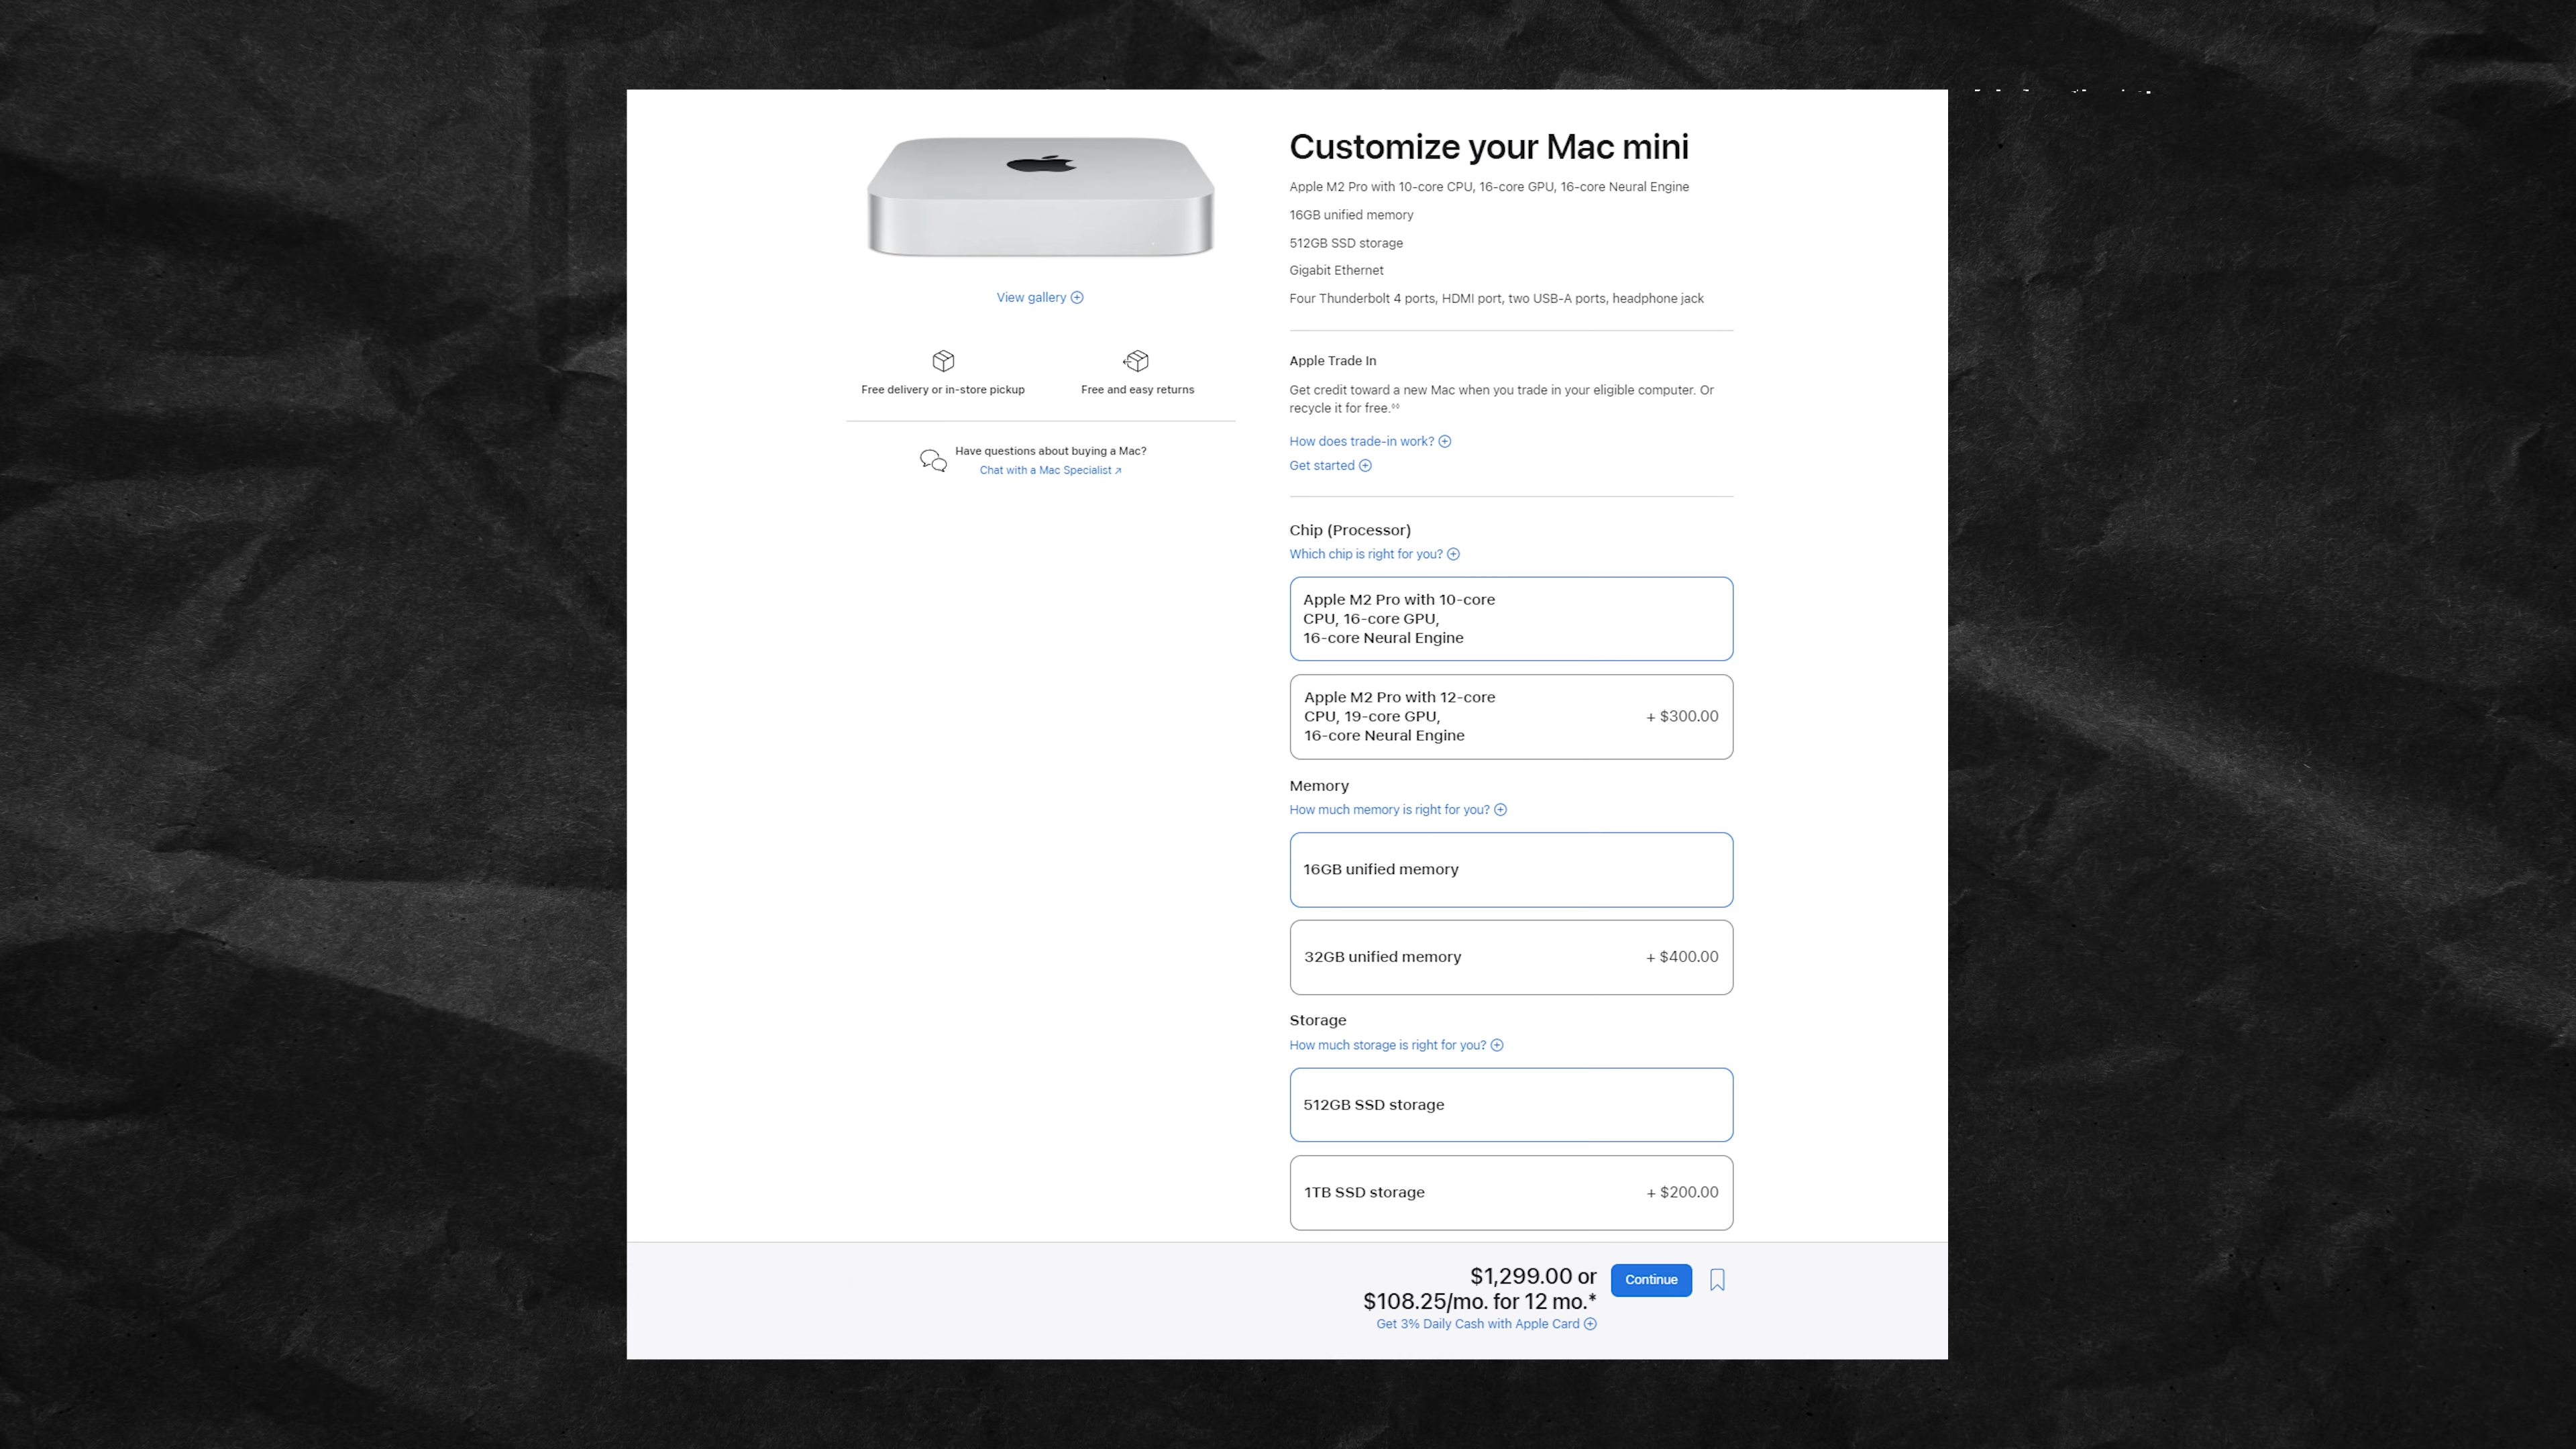 Customize your Mac mini
Apple M2 Pro with 10-core CPU, 16-core GPU, 16-core Neural Engine
16GB unified memory
512GB SSD storage
Gigabit Ethernet
Four Thunderbolt 4 ports, HDMI port, two USB-A ports, headphone jack
View gallery
Free delivery or in-store pickup
Free and easy returns
Have questions about buying a Mac?
Chat with a Mac Specialist ↗
Apple Trade In
Get credit toward a new Mac when you trade in your eligible computer. Or
recycle it for free.◊◊
How does trade-in work?
Get started
Chip (Processor)
Which chip is right for you?
Apple M2 Pro with 10-core
CPU, 16-core GPU,
16-core Neural Engine
Apple M2 Pro with 12-core
CPU, 19-core GPU,
16-core Neural Engine
+ $300.00
Memory
How much memory is right for you?
16GB unified memory
32GB unified memory
+ $400.00
Storage
How much storage is right for you?
512GB SSD storage
1TB SSD storage
+ $200.00
$1,299.00 or
$108.25/mo. for 12 mo.*
Get 3% Daily Cash with Apple Card
Continue